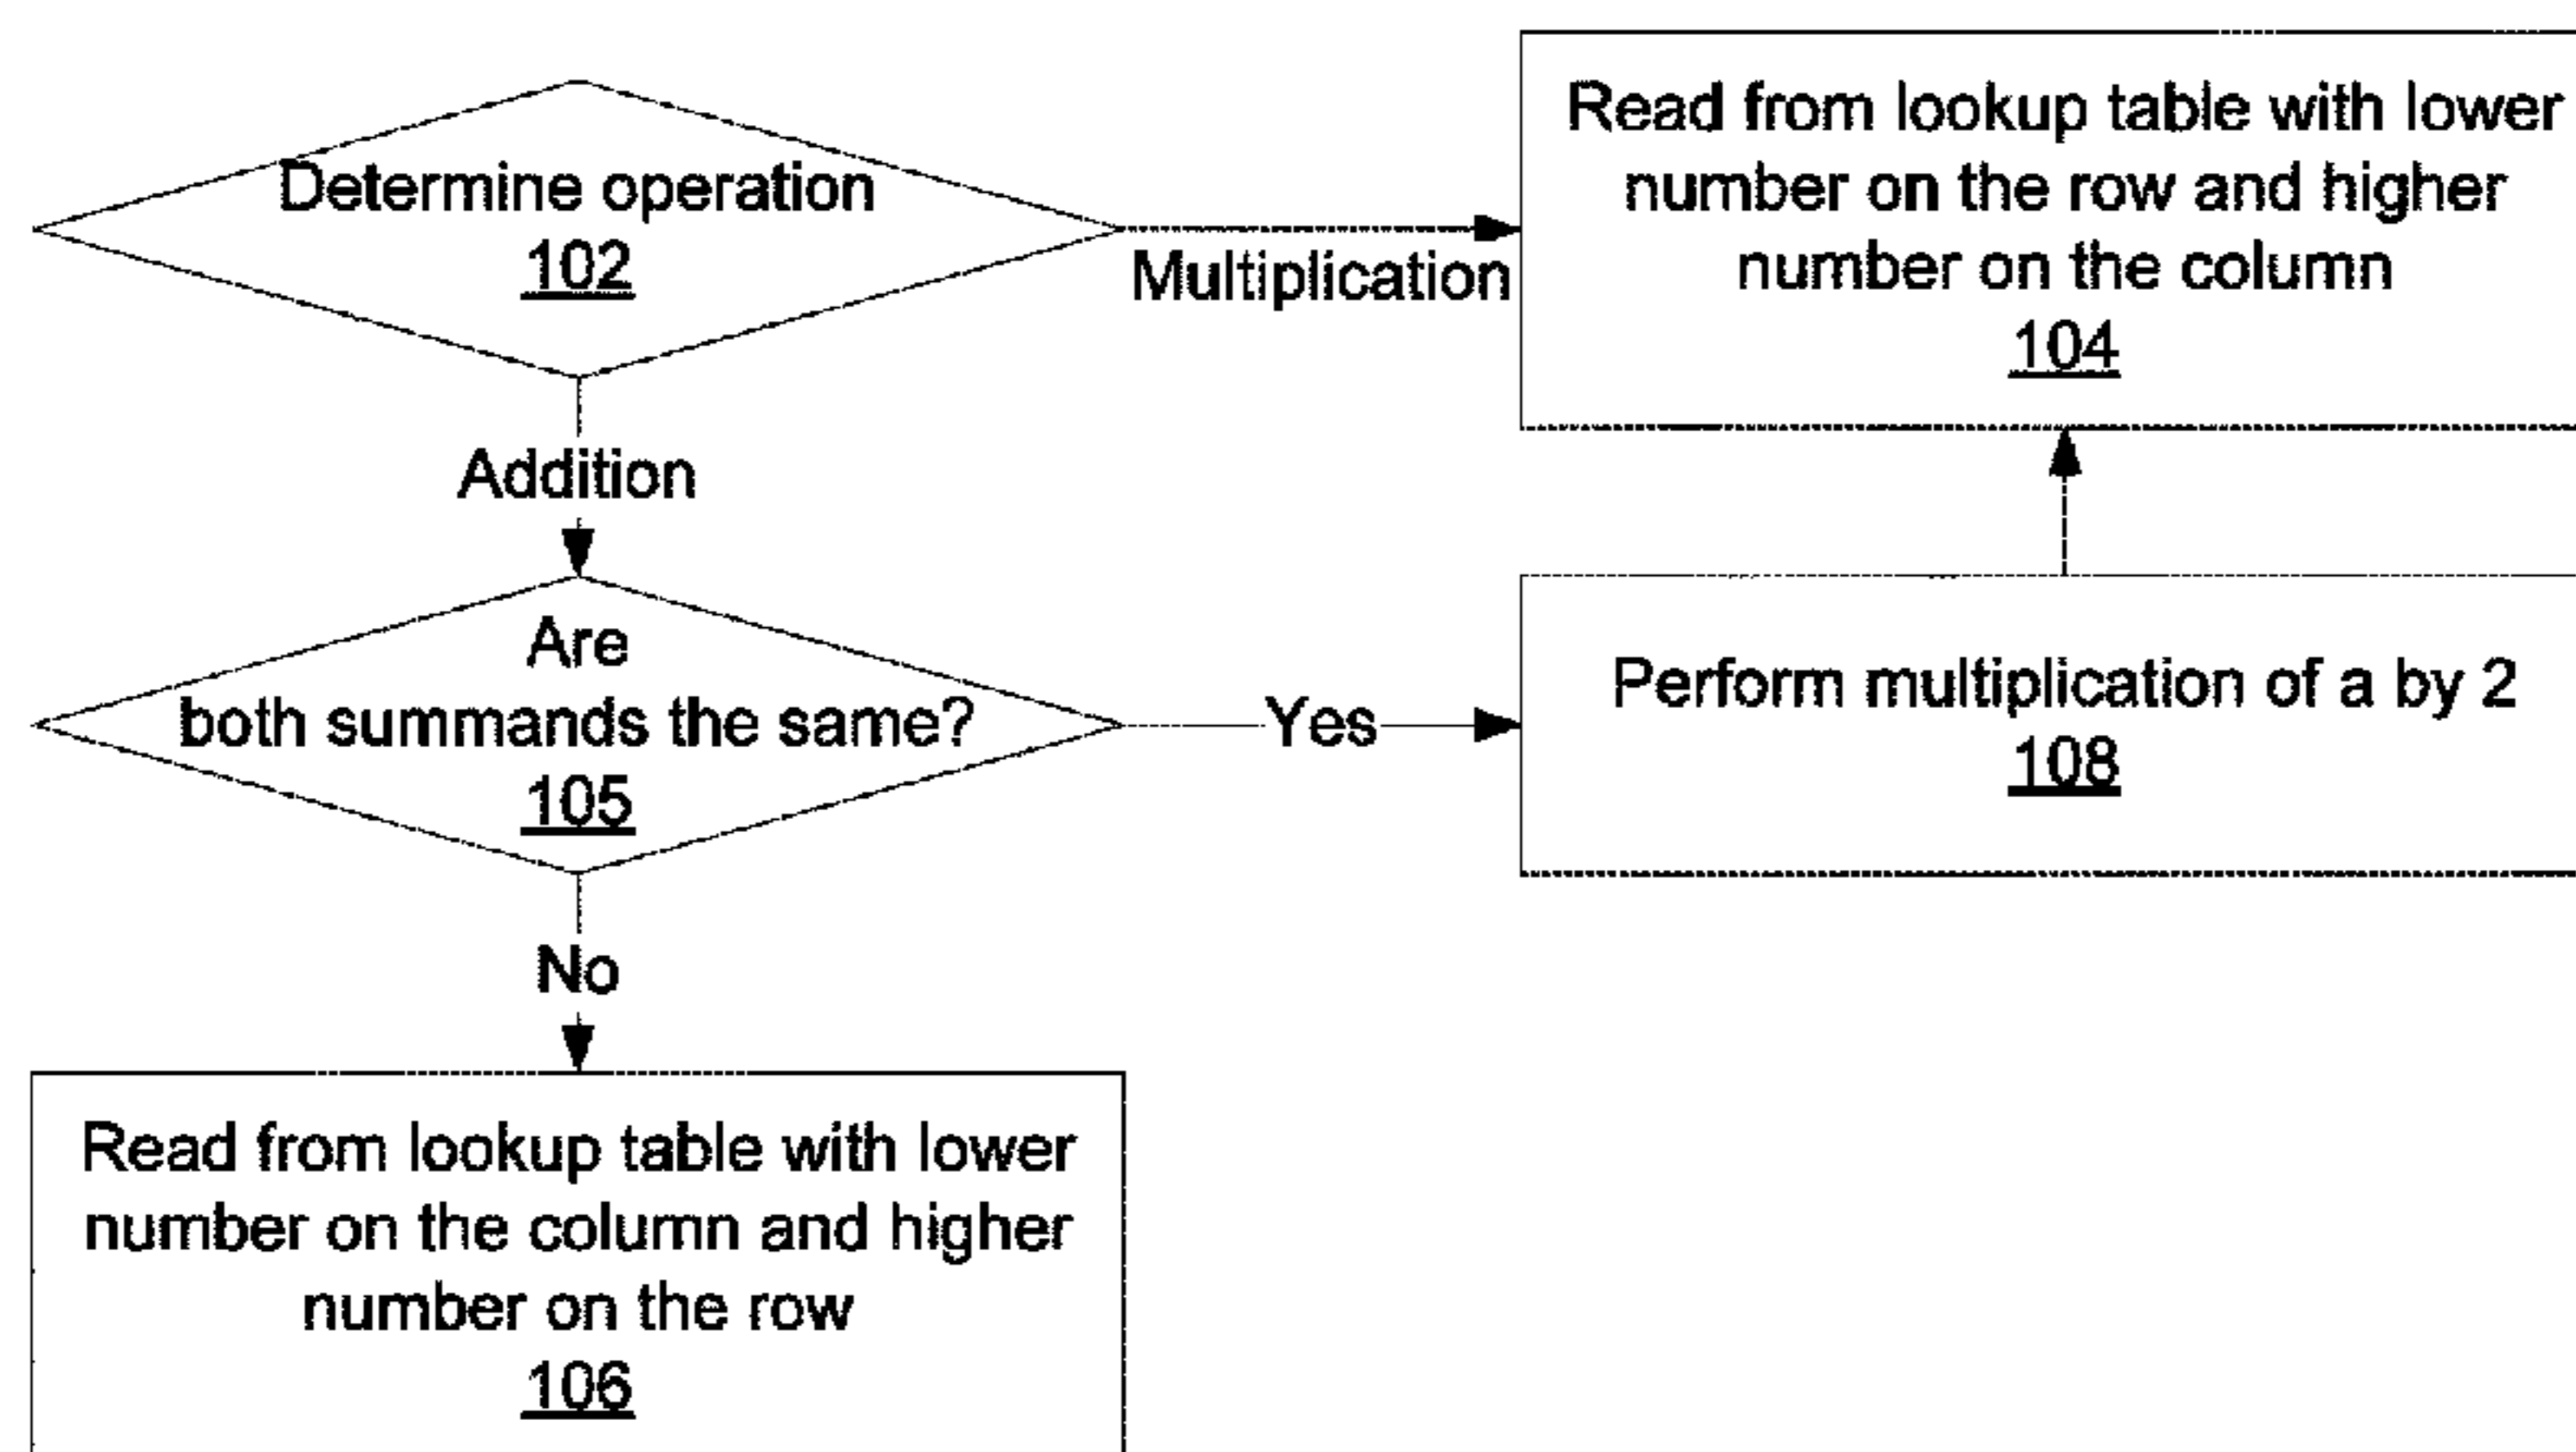 Determine operation
102
Multiplication
Read from lookup table with lower
number on the row and higher
number on the column
104
Addition
Are
both summands the same?
105
Yes
Perform multiplication of a by 2
108
No
Read from lookup table with lower
number on the column and higher
number on the row
106